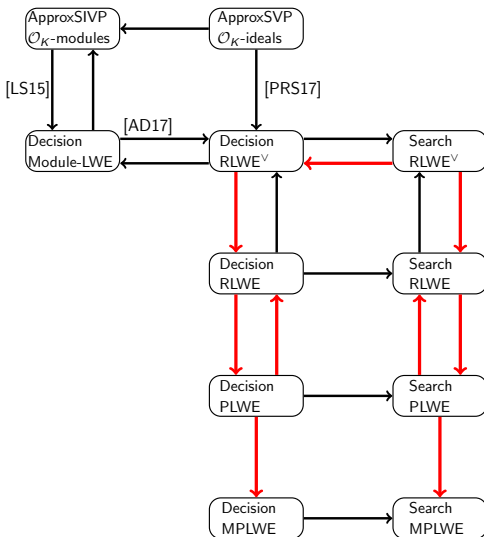 ApproxSIVP
𝒪_K-modules
ApproxSVP
𝒪_K-ideals
[LS15]
[PRS17]
[AD17]
Decision
Module-LWE
Decision
RLWE^∨
Search
RLWE^∨
Decision
RLWE
Search
RLWE
Decision
PLWE
Search
PLWE
Decision
MPLWE
Search
MPLWE